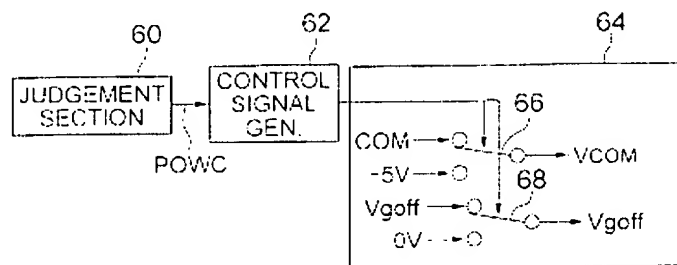 60
62
64
JUDGEMENT
SECTION
CONTROL
SIGNAL
GEN.
POWC
66
COM
VCOM
-5V
68
Vgoff
Vgoff
0V